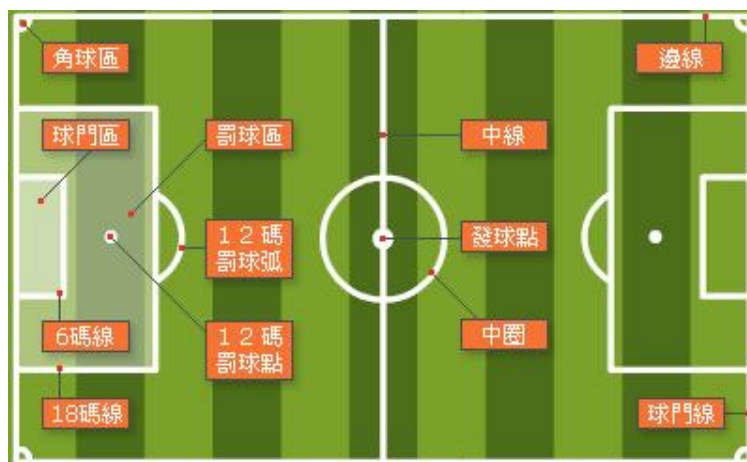 角球區
邊線
球門區
罰球區
中線
１２碼
罰球弧
發球點
6碼線
１２碼
罰球點
中圈
18碼線
球門線